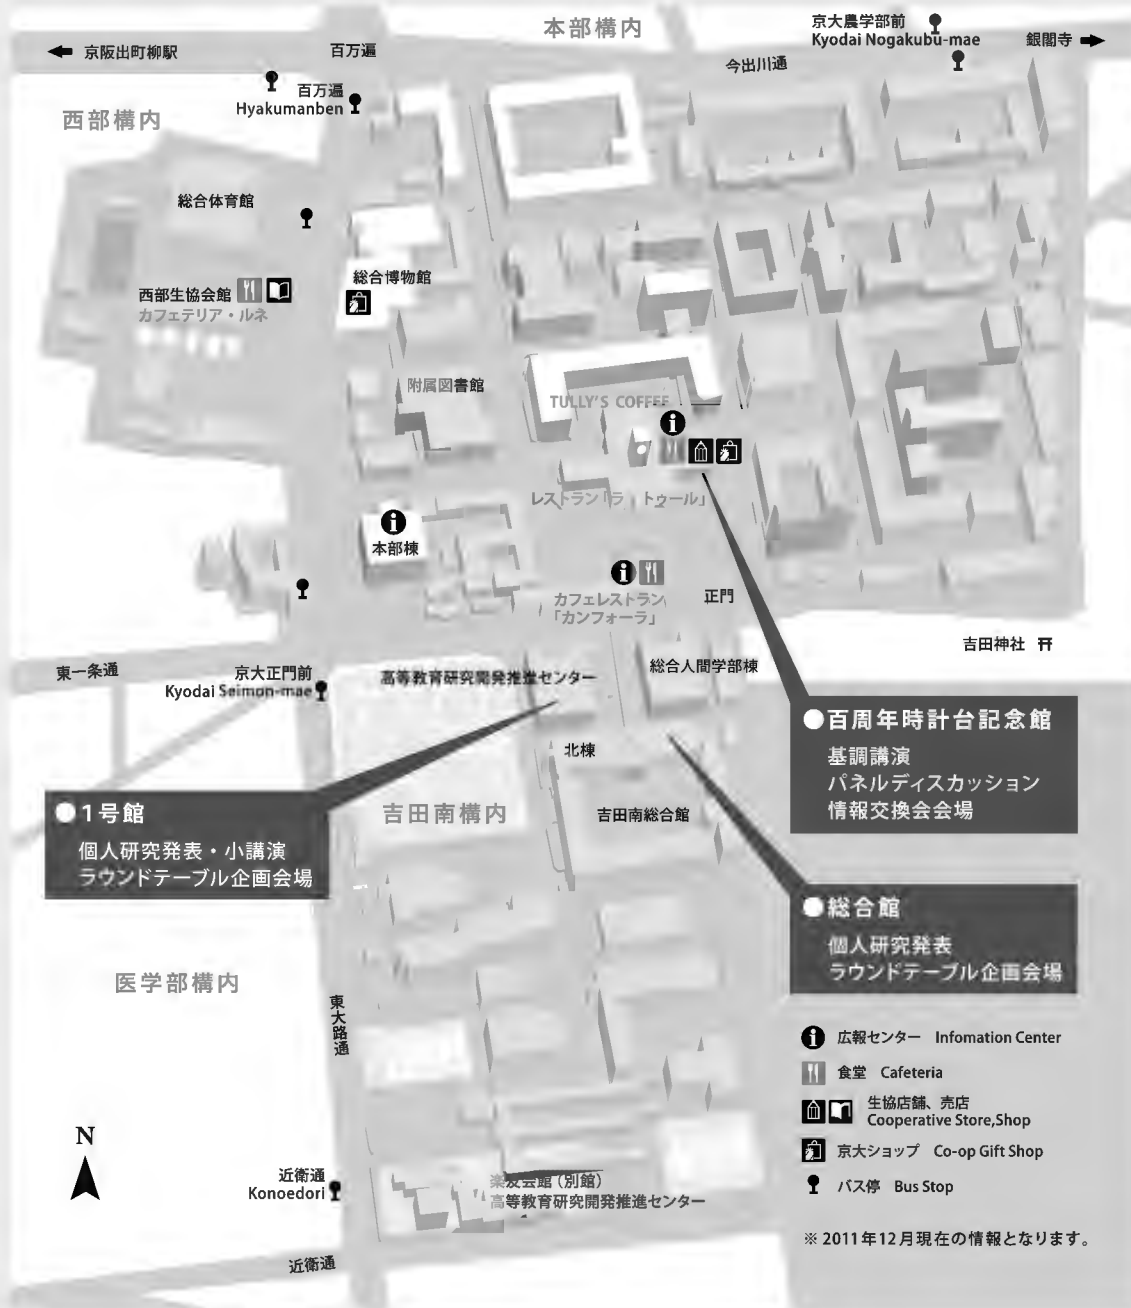 本部構内
京大農学部前
Kyodai Nogakubu-mae
銀閣寺
京阪出町柳駅
百万遍
今出川通
百万遍
Hyakumanben
西部構内
総合体育館
総合博物館
西部生協会館
カフェテリア・ルネ
附属図書館
TULLY'S COFFEE
レストラン「ラ トゥール」
本部棟
カフェレストラン
「カンフォーラ」
正門
吉田神社
東一条通
京大正門前
Kyodai Seimon-mae
高等教育研究開発推進センター
総合人間学部棟
●百周年時計台記念館
基調講演
パネルディスカッション
情報交換会会場
北棟
●1号館
個人研究発表・小講演
ラウンドテーブル企画会場
吉田南構内
吉田南総合館
●総合館
個人研究発表
ラウンドテーブル企画会場
医学部構内
東大路通
広報センター Infomation Center
食堂 Cafeteria
生協店舗、売店
Cooperative Store,Shop
京大ショップ Co-op Gift Shop
バス停 Bus Stop
N
近衛通
Konoedori
楽友会館(別館)
高等教育研究開発推進センター
※2011年12月現在の情報となります。
近衛通